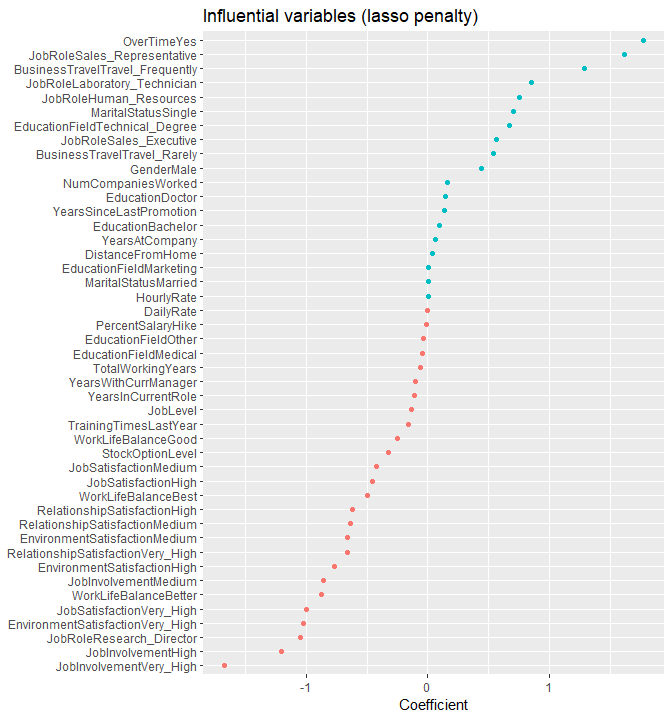 Influential variables (lasso penalty)
OverTimeYes
JobRoleSales_Representative
BusinessTravelTravel_Frequently
JobRoleLaboratory_Technician
JobRoleHuman_Resources
MaritalStatusSingle
EducationFieldTechnical_Degree
JobRoleSales_Executive
BusinessTravelTravel_Rarely
GenderMale
NumCompaniesWorked
EducationDoctor
YearsSinceLastPromotion
EducationBachelor
YearsAtCompany
DistanceFromHome
EducationFieldMarketing
MaritalStatusMarried
HourlyRate
DailyRate
PercentSalaryHike
EducationFieldOther
EducationFieldMedical
TotalWorkingYears
YearsWithCurrManager
YearsInCurrentRole
JobLevel
TrainingTimesLastYear
WorkLifeBalanceGood
StockOptionLevel
JobSatisfactionMedium
JobSatisfactionHigh
WorkLifeBalanceBest
RelationshipSatisfactionHigh
RelationshipSatisfactionMedium
EnvironmentSatisfactionMedium
RelationshipSatisfactionVery_High
EnvironmentSatisfactionHigh
JobInvolvementMedium
WorkLifeBalanceBetter
JobSatisfactionVery_High
EnvironmentSatisfactionVery_High
JobRoleResearch_Director
JobInvolvementHigh
JobInvolvementVery_High
-1 0 1
Coefficient